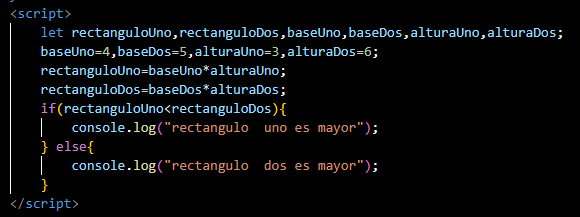 <script>
let rectanguloUno,rectanguloDos,baseUno,baseDos,alturaUno,alturaDos;
baseUno=4,baseDos=5,alturaUno=3,alturaDos=6;
rectanguloUno=baseUno*alturaUno;
rectanguloDos=baseDos*alturaDos;
if(rectanguloUno<rectanguloDos){
console.log("rectangulo  uno es mayor");
} else{
console.log("rectangulo  dos es mayor");
}
</script>